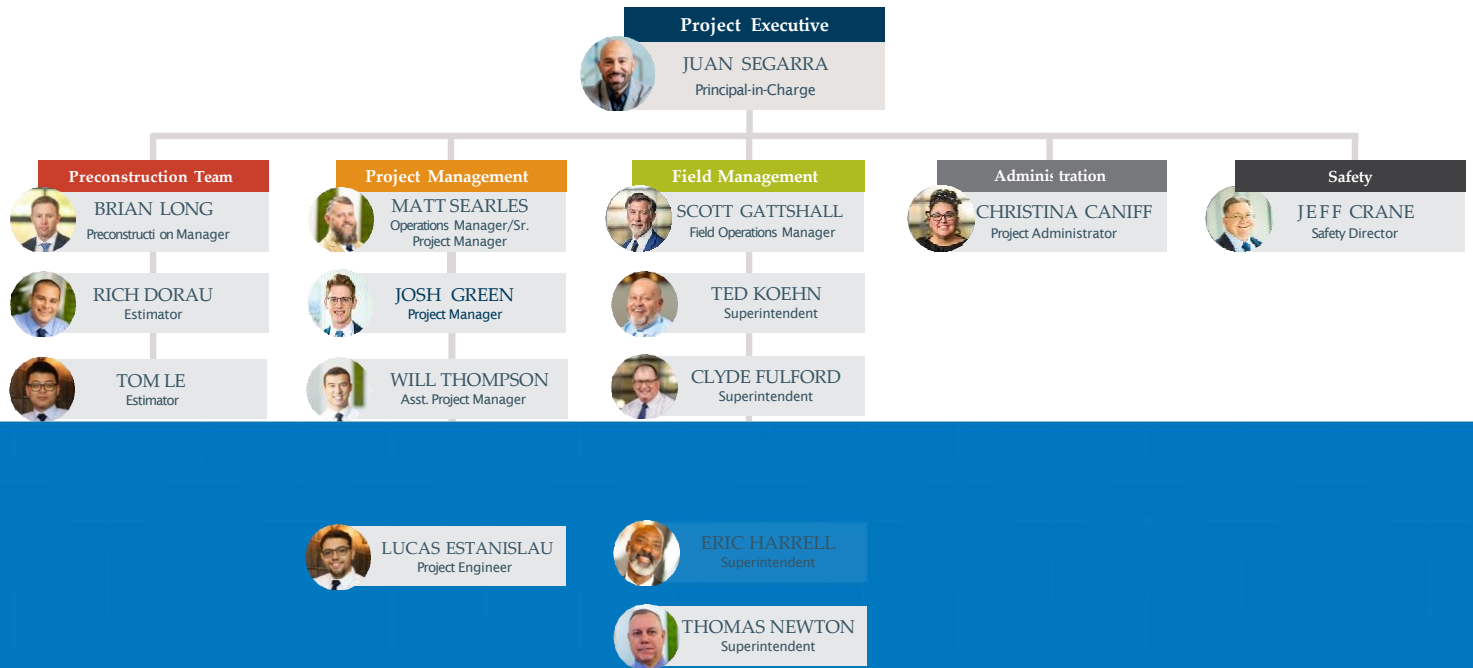 Project Executive
JUAN SEGARRA
Principal-in-Charge
Preconstruction Team
BRIAN LONG
Preconstructi on Manager
RICH DORAU
Estimator
TOM LE
Estimator
Project Management
MATT SEARLES
Operations Manager/Sr.
Project Manager
JOSH GREEN
Project Manager
WILL THOMPSON
Asst. Project Manager
LUCAS ESTANISLAU
Project Engineer
Field Management
SCOTT GATTSHALL
Field Operations Manager
TED KOEHN
Superintendent
CLYDE FULFORD
Superintendent
ERIC HARRELL
Superintendent
THOMAS NEWTON
Superintendent
Adminis tration
CHRISTINA CANIFF
Project Administrator
Safety
JEFF CRANE
Safety Director